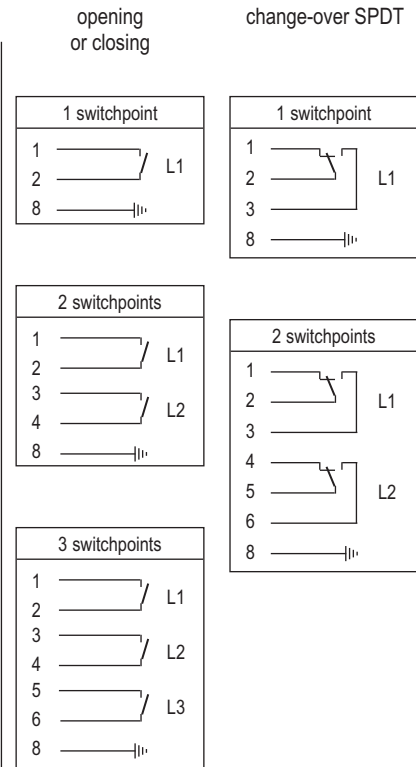 opening
or closing
1 switchpoint
1
2
L1
8
2 switchpoints
1
2
L1
3
4
L2
8
3 switchpoints
1
2
L1
3
4
L2
5
6
L3
8
change-over SPDT
1 switchpoint
1
2
L1
3
8
2 switchpoints
1
2
L1
3
4
5
L2
6
8